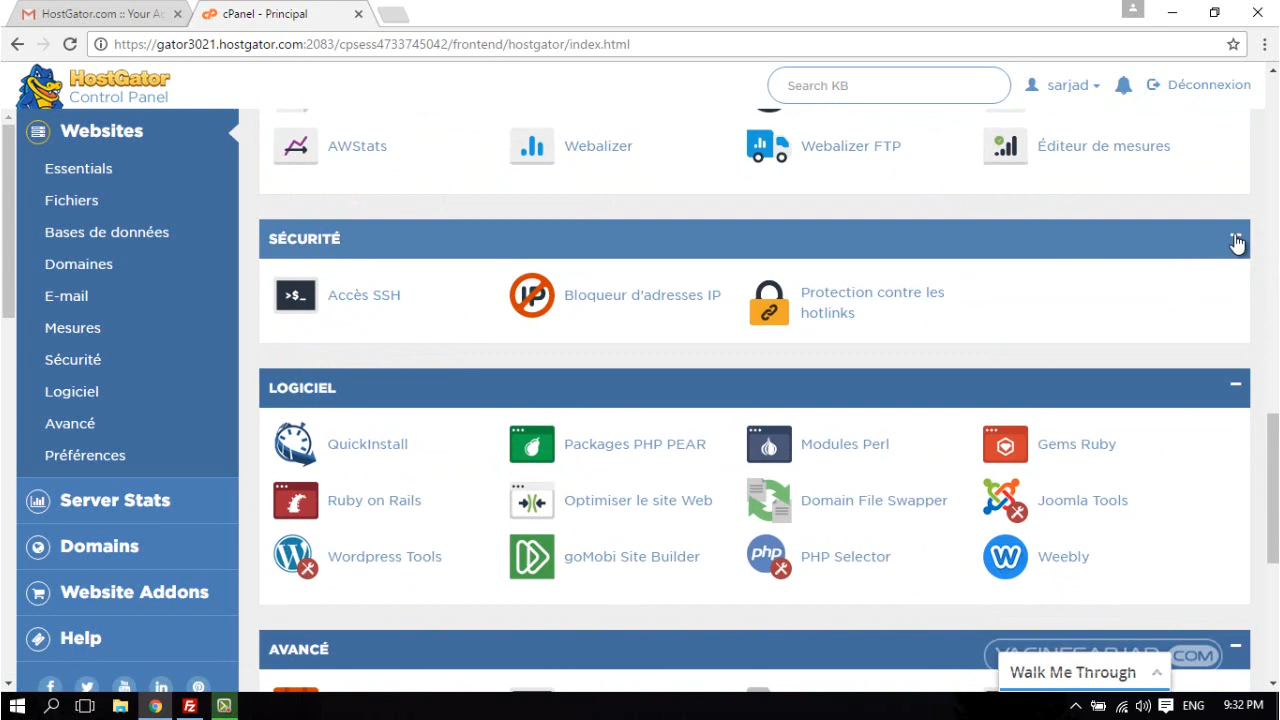 HostGator.com :: Your Ac
cPanel - Principal
https://gator3021.hostgator.com:2083/cpsess4733745042/frontend/hostgator/index.html
HostGator
Control Panel
Search KB
sarjad
Déconnexion
Websites
Essentials
Fichiers
Bases de données
Domaines
E-mail
Mesures
Sécurité
Logiciel
Avancé
Préférences
Server Stats
Domains
Website Addons
Help
AWStats
Webalizer
Webalizer FTP
Éditeur de mesures
SÉCURITÉ
>$_
Accès SSH
IP
Bloqueur d'adresses IP
Protection contre les
hotlinks
LOGICIEL
QuickInstall
Packages PHP PEAR
Modules Perl
Gems Ruby
Ruby on Rails
Optimiser le site Web
Domain File Swapper
Joomla Tools
Wordpress Tools
goMobi Site Builder
php
PHP Selector
Weebly
AVANCÉ
COM
Walk Me Through
ENG
9:32 PM